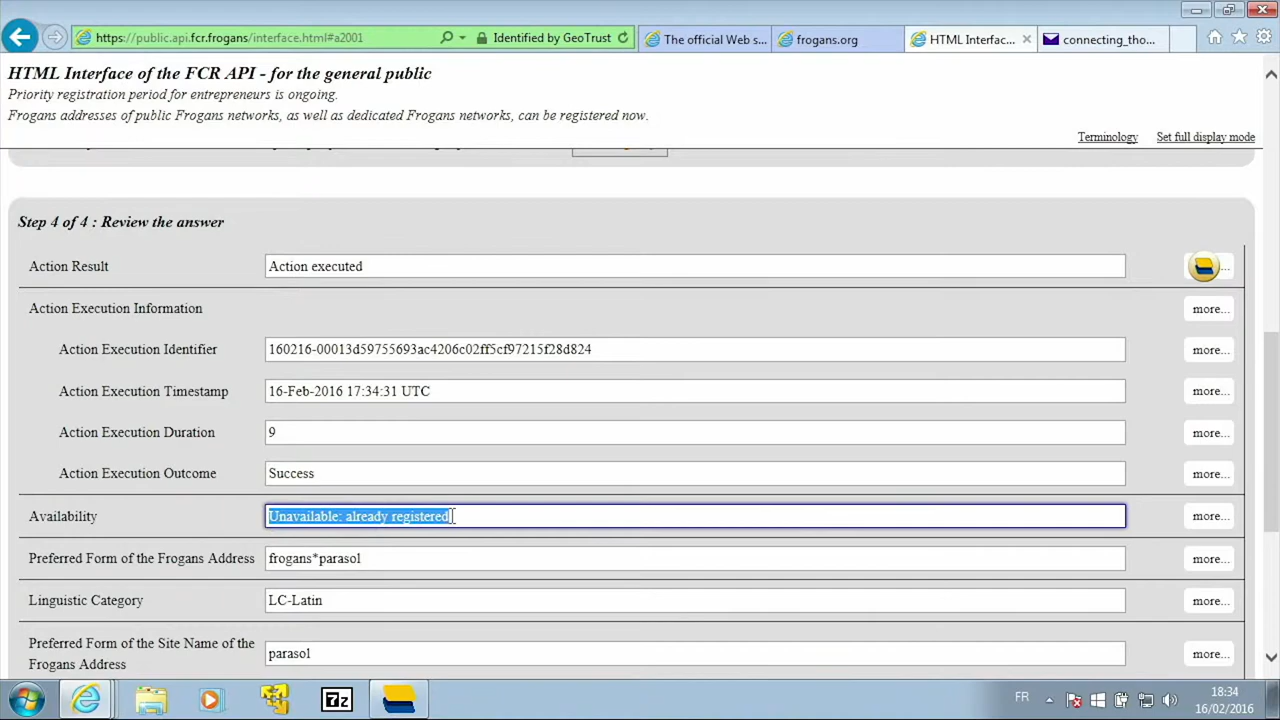 https://public.api.fcr.frogans/interface.html#a2001
Identified by GeoTrust
The official Web s...
frogans.org
HTML Interfac...
connecting_tho...
HTML Interface of the FCR API - for the general public
Priority registration period for entrepreneurs is ongoing.
Frogans addresses of public Frogans networks, as well as dedicated Frogans networks, can be registered now.
Terminology
Set full display mode
Step 4 of 4 : Review the answer
Action Result
Action executed
...
Action Execution Information
more...
Action Execution Identifier
160216-00013d59755693ac4206c02ff5cf97215f28d824
more...
Action Execution Timestamp
16-Feb-2016 17:34:31 UTC
more...
Action Execution Duration
9
more...
Action Execution Outcome
Success
more...
Availability
Unavailable: already registered
more...
Preferred Form of the Frogans Address
frogans*parasol
more...
Linguistic Category
LC-Latin
more...
Preferred Form of the Site Name of the
Frogans Address
parasol
more...
7z
FR
18:34
16/02/2016